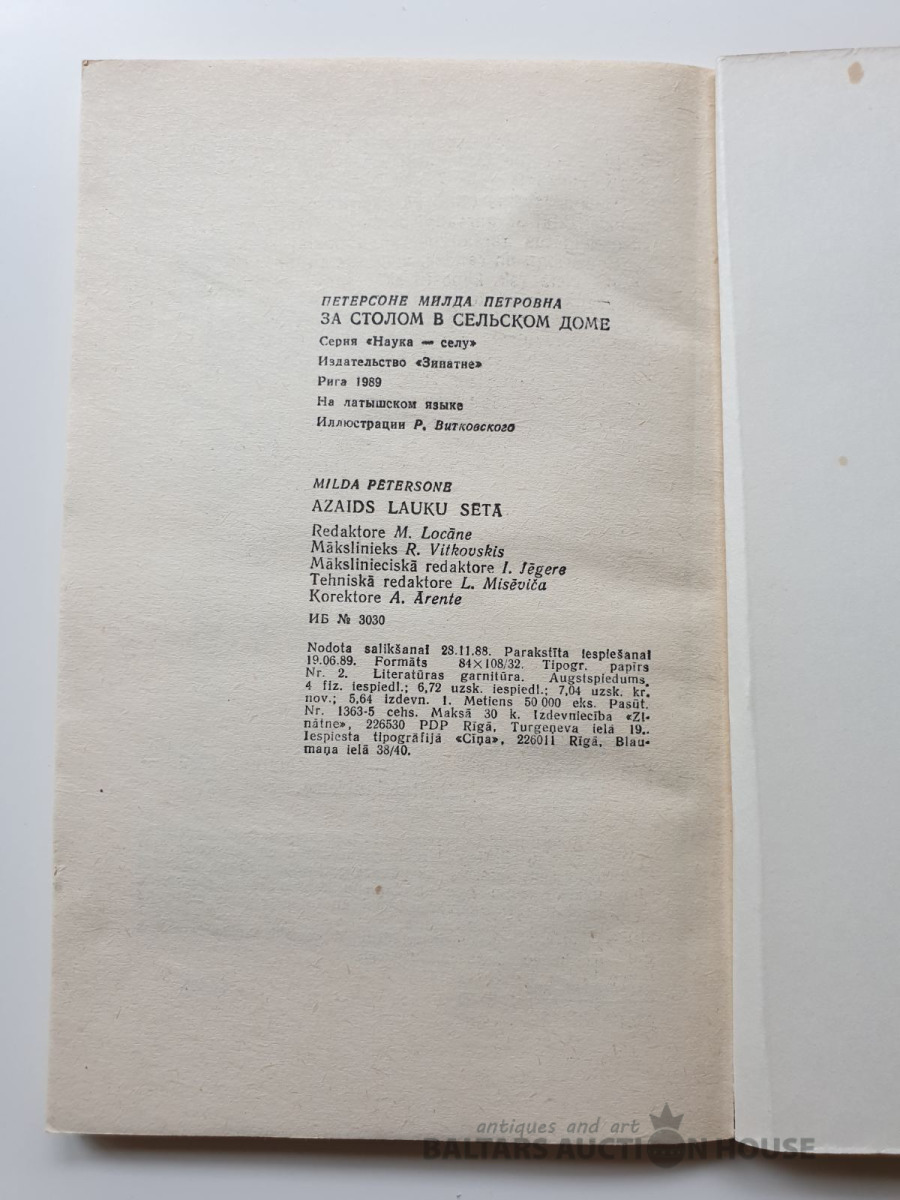 ПЕТЕРСОНЕ МИЛДА ПЕТРОВНА
ЗА СТОЛОМ В СЕЛЬСКОМ ДОМЕ
Серия «Наука — селу»
Издательство «Зинатне»
Рига 1989
На латышском языке
Иллюстрации Р. Витковского
MILDA PĒTERSONE
AZAIDS LAUKU SĒTĀ
Redaktore M. Locāne
Mākslinieks R. Vitkovskis
Mākslinieciskā redaktore I. Jēgere
Tehniskā redaktore L. Misēviča
Korektore A. Ārente
ИБ № 3030
Nodota salikšanai 28.11.88. Parakstīta iespiešanai
19.06.89. Formāts 84×108/32. Tipogr. papīrs
Nr. 2. Literatūras garnitūra. Augstspiedums.
4 fiz. iespiedl.; 6,72 uzsk. iespiedl.; 7,04 uzsk. kr.
nov.; 5,64 izdevn. l. Metiens 50 000 eks. Pasūt.
Nr. 1363-5 cehs. Maksā 30 k. Izdevniecība «Zi-
nātne», 226530 PDP Rīgā, Turgeņeva ielā 19.
Iespiesta tipogrāfijā «Cīņa», 226011 Rīgā, Blau-
maņa ielā 38/40.
antiques and art
BALTARS AUCTION HOUSE